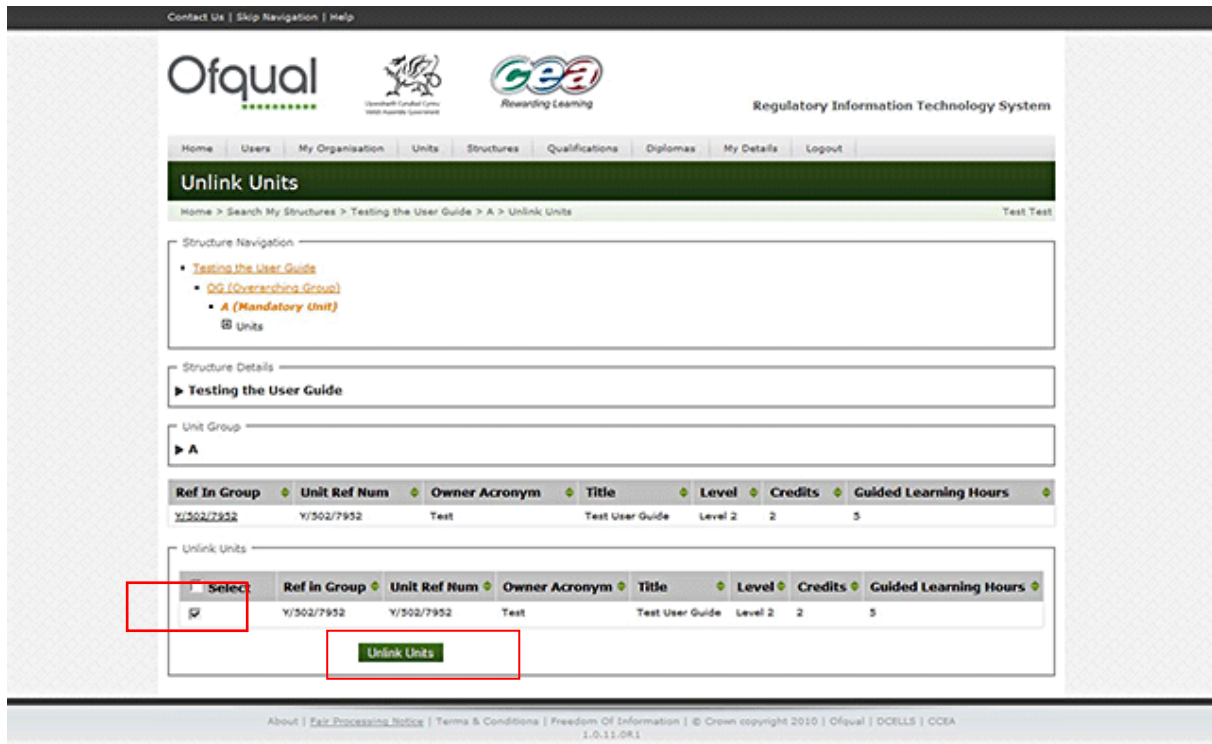 Contact Us | Skip Navigation | Help
Ofqual
Llywodraeth Cynulliad Cymru
Welsh Assembly Government
cea
Rewarding Learning
Regulatory Information Technology System
Home Users My Organisation Units Structures Qualifications Diplomas My Details Logout
Unlink Units
Home > Search My Structures > Testing the User Guide > A > Unlink Units Test Test
Structure Navigation
Testing the User Guide
OG (Overarching Group)
A (Mandatory Unit)
Units
Structure Details
Testing the User Guide
Unit Group
A
Ref In Group Unit Ref Num Owner Acronym Title Level Credits Guided Learning Hours
Y/502/7952 Y/502/7952 Test Test User Guide Level 2 2 5
Unlink Units
Select Ref in Group Unit Ref Num Owner Acronym Title Level Credits Guided Learning Hours
Y/502/7952 Y/502/7952 Test Test User Guide Level 2 2 5
Unlink Units
About | Fair Processing Notice | Terms & Conditions | Freedom Of Information | © Crown copyright 2010 | Ofqual | DCELLS | CCEA
1.0.11.0R1